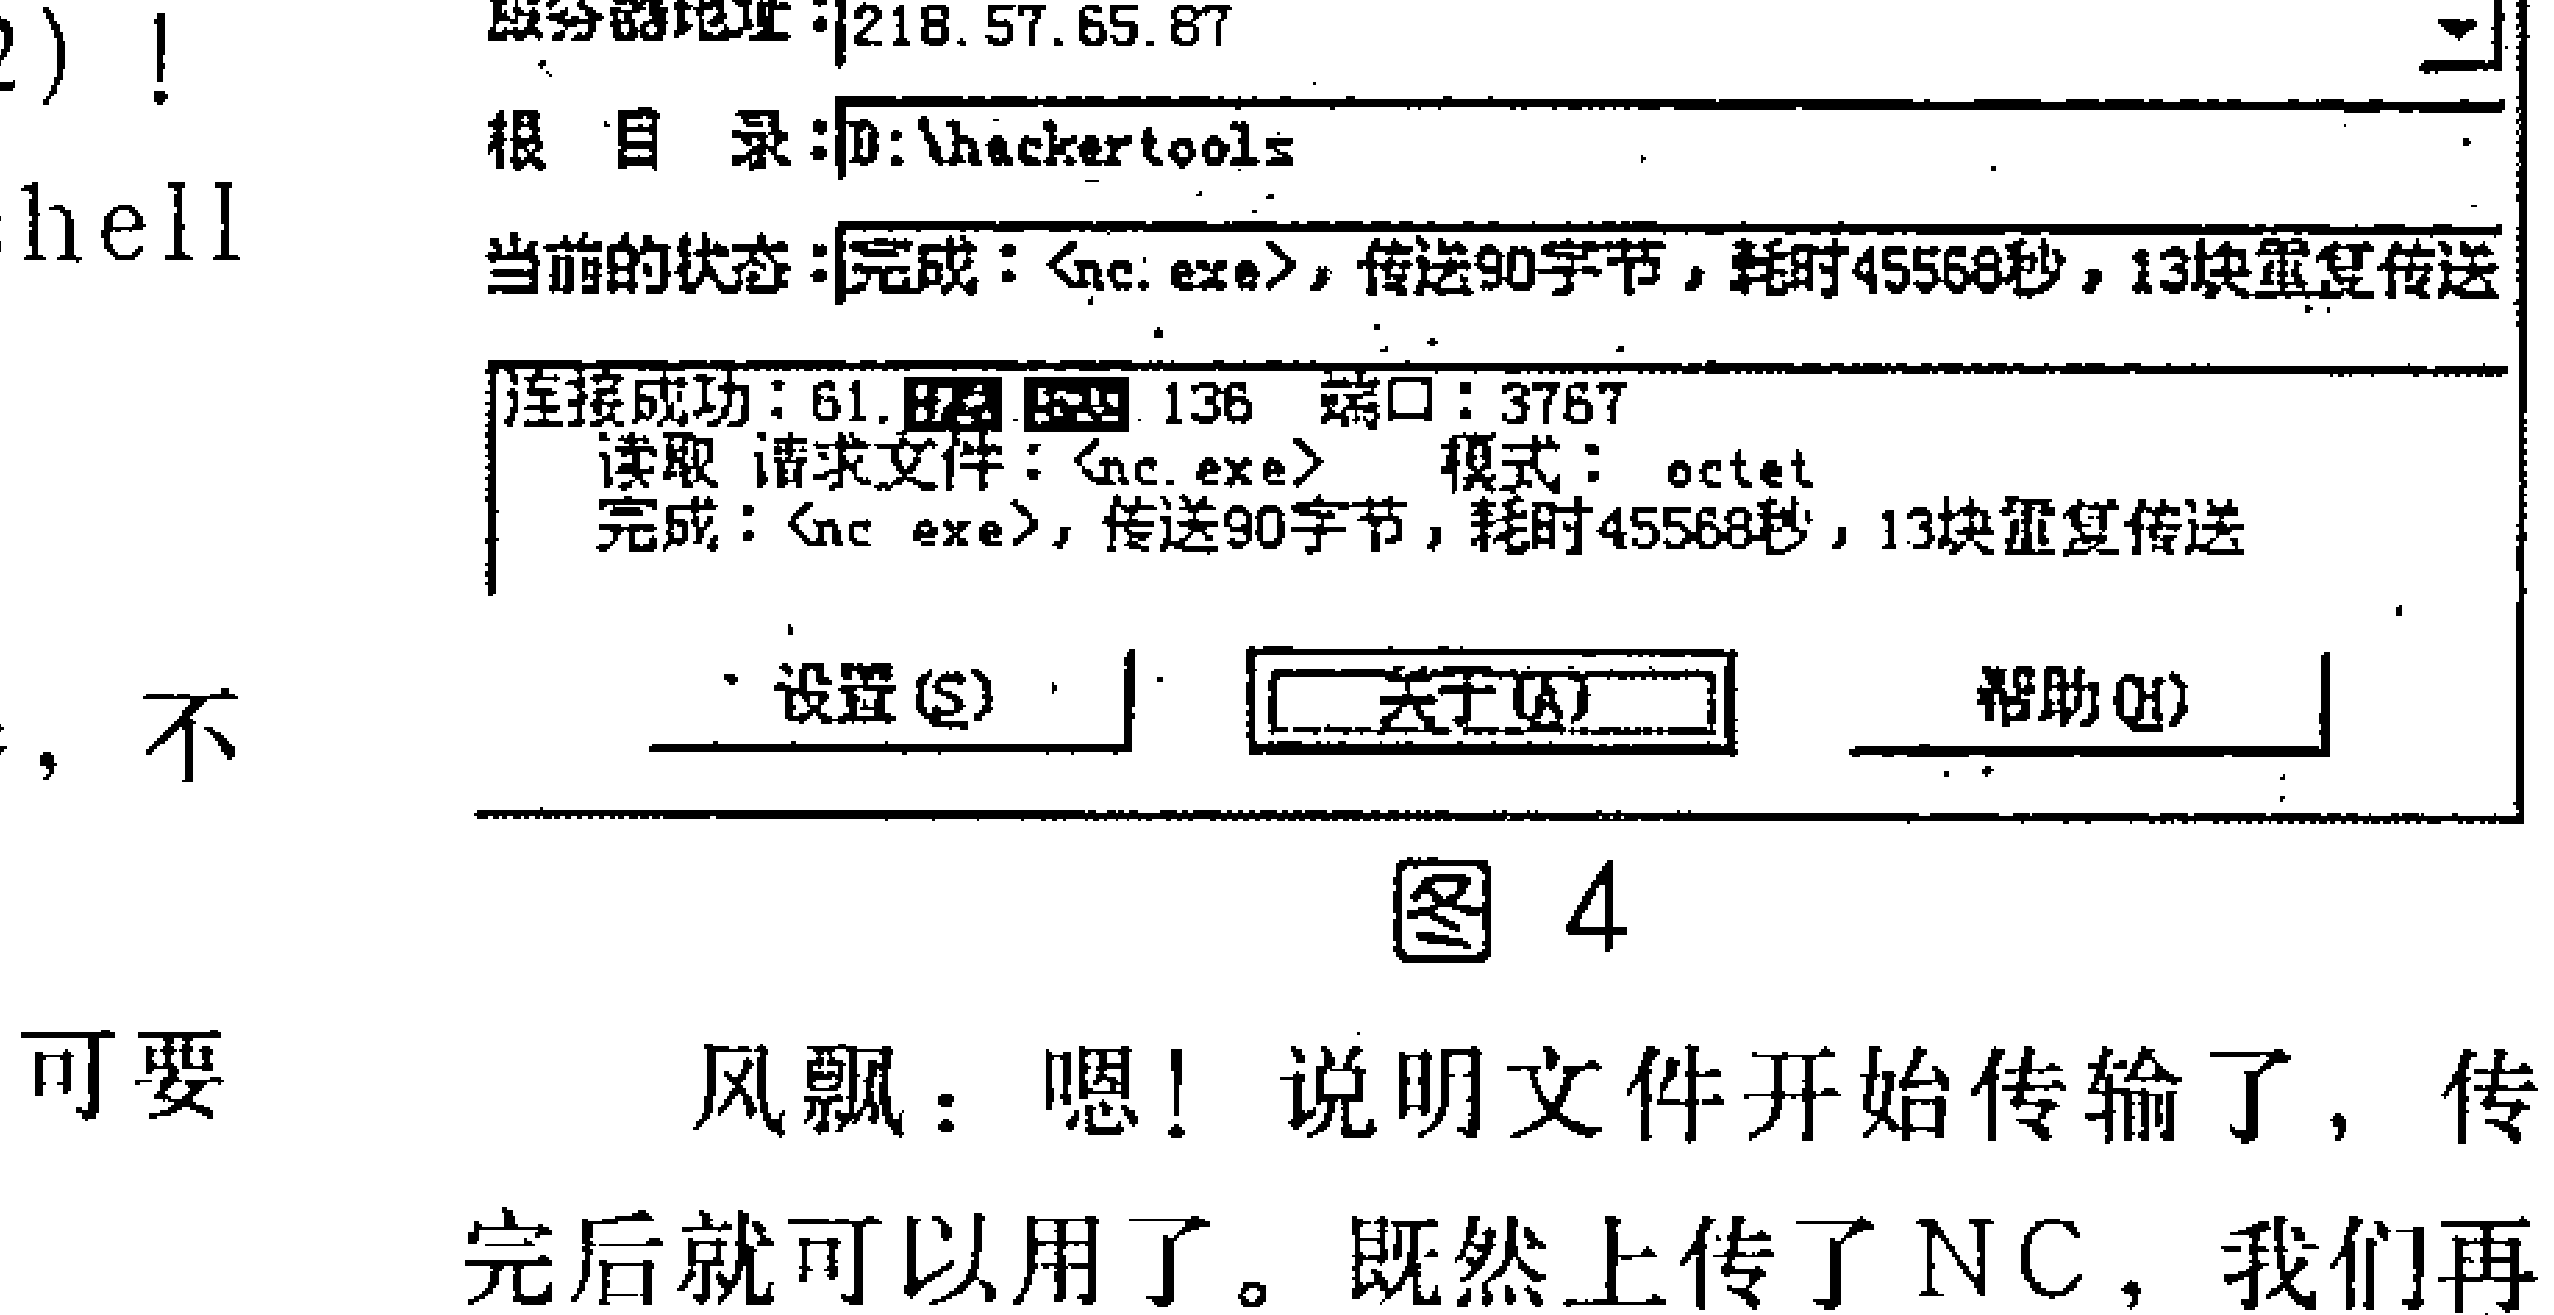 2)!
hell
，不
可要
服务器地址：218.57.65.87
根 目 录：D:\hackertools
当前的状态：完成：<nc.exe>，传送90字节，耗时45568秒，13块重复传送
连接成功：61. . .136 端口：3767
读取 请求文件：<nc.exe> 模式： octet
完成：<nc exe>，传送90字节，耗时45568秒，13块重复传送
设置(S) 关于(A) 帮助(H)
图 4
风飘：嗯！说明文件开始传输了，传
完后就可以用了。既然上传了NC，我们再